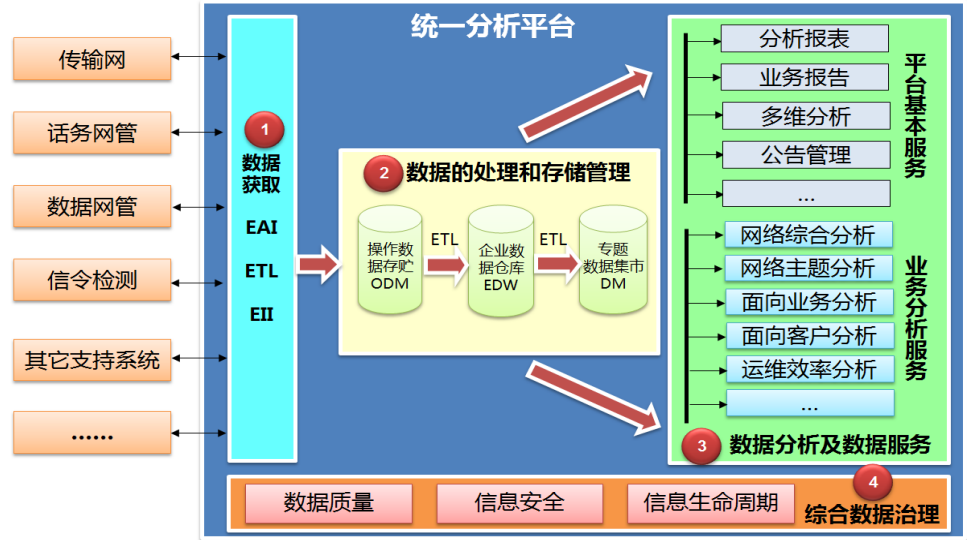 统一分析平台
传输网
话务网管
数据网管
信令检测
其它支持系统
......
1
数据
获取
EAI
ETL
EII
2
数据的处理和存储管理
操作数
据存贮
ODM
ETL
企业数
据仓库
EDW
ETL
专题
数据集市
DM
分析报表
业务报告
多维分析
公告管理
...
平台基本服务
网络综合分析
网络主题分析
面向业务分析
面向客户分析
运维效率分析
...
业务分析服务
3
数据分析及数据服务
数据质量
信息安全
信息生命周期
4
综合数据治理